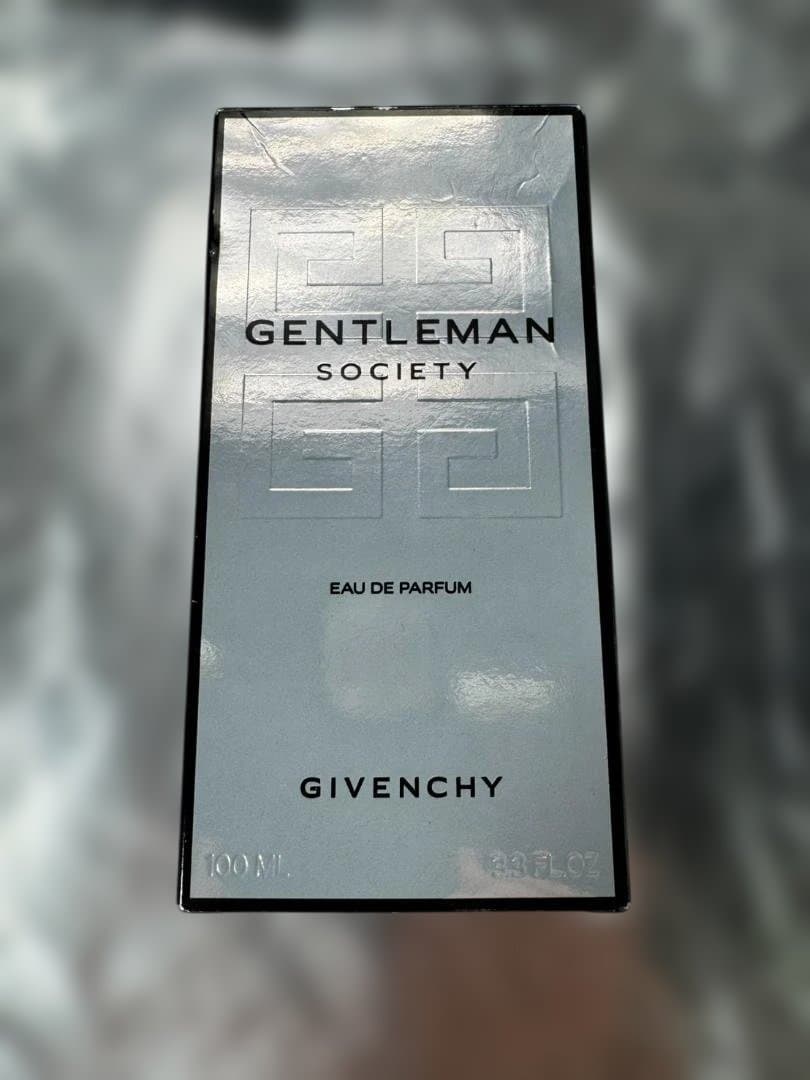 GENTLEMAN
SOCIETY
EAU DE PARFUM
GIVENCHY
100 ML 3.3 FL.OZ